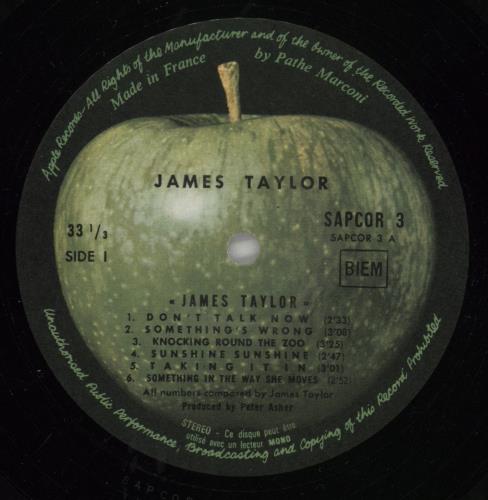 Apple Records-All Rights of the Manufacturer and of the Owner of the Recorded Work Reserved
Made in France by Pathe Marconi
JAMES TAYLOR
33 1/3
SIDE 1
SAPCOR 3
SAPCOR 3 A
BIEM
« JAMES TAYLOR »
1. DON'T TALK NOW (2'33)
2. SOMETHING'S WRONG (3'08)
3. KNOCKING ROUND THE ZOO (3'25)
4. SUNSHINE SUNSHINE (2'47)
5. TAKING IT IN (3'01)
6. SOMETHING IN THE WAY SHE MOVES (2'52)
All numbers composed by James Taylor
Produced by Peter Asher
STEREO - Ce disque peut être
utilisé avec un lecteur MONO
Unauthorised Public Performance, Broadcasting and Copying of this Record Prohibited